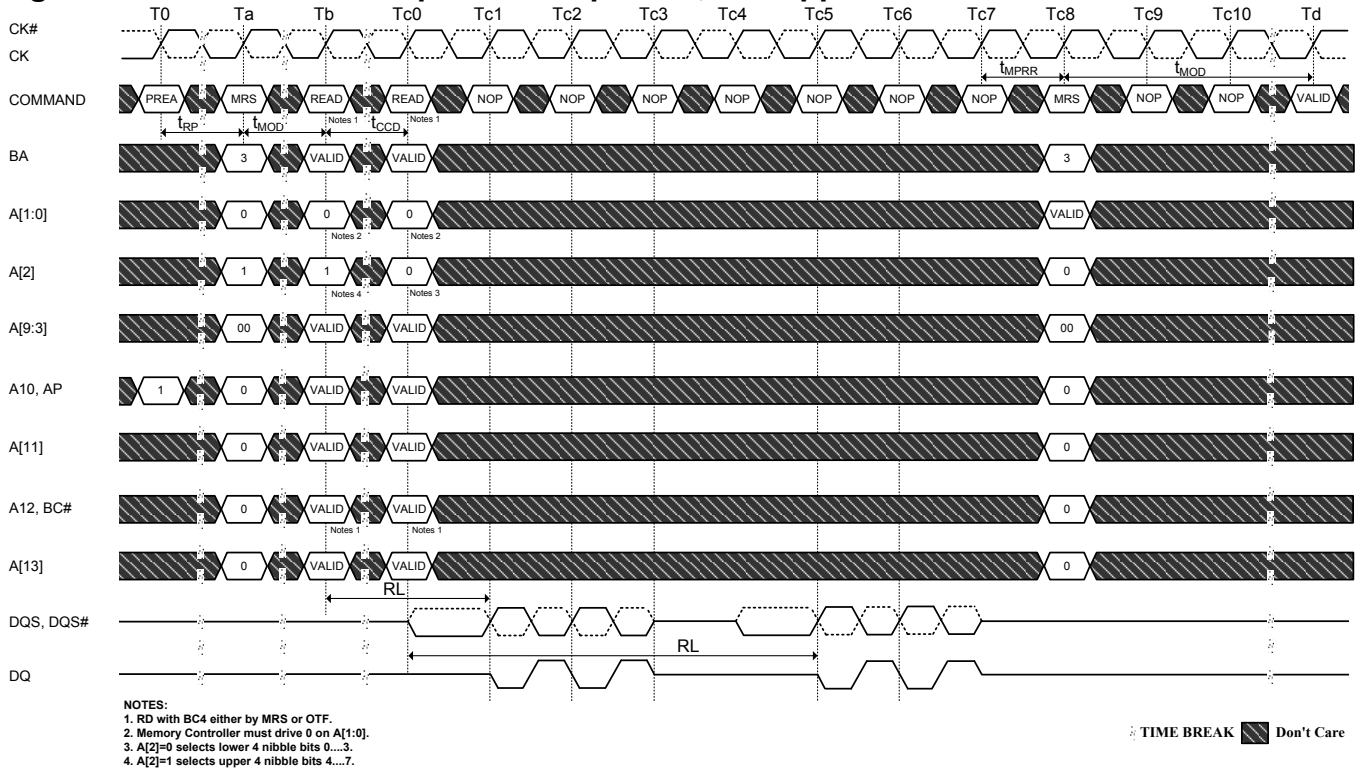 T0 Ta Tb Tc0 Tc1 Tc2 Tc3 Tc4 Tc5 Tc6 Tc7 Tc8 Tc9 Tc10 Td
CK#
CK
tMPRR tMOD
COMMAND PREA MRS READ READ NOP NOP NOP NOP NOP NOP NOP MRS NOP NOP VALID
Notes 1 Notes 1
tRP tMOD tCCD
BA 3 VALID VALID 3
A[1:0] 0 0 0 VALID
Notes 2 Notes 2
A[2] 1 1 0 0
Notes 4 Notes 3
A[9:3] 00 VALID VALID 00
A10, AP 1 0 VALID VALID 0
A[11] 0 VALID VALID 0
A12, BC# 0 VALID VALID 0
Notes 1 Notes 1
A[13] 0 VALID VALID 0
RL
DQS, DQS#
RL
DQ
NOTES:
1. RD with BC4 either by MRS or OTF.
2. Memory Controller must drive 0 on A[1:0].
3. A[2]=0 selects lower 4 nibble bits 0....3.
4. A[2]=1 selects upper 4 nibble bits 4....7.
TIME BREAK Don't Care